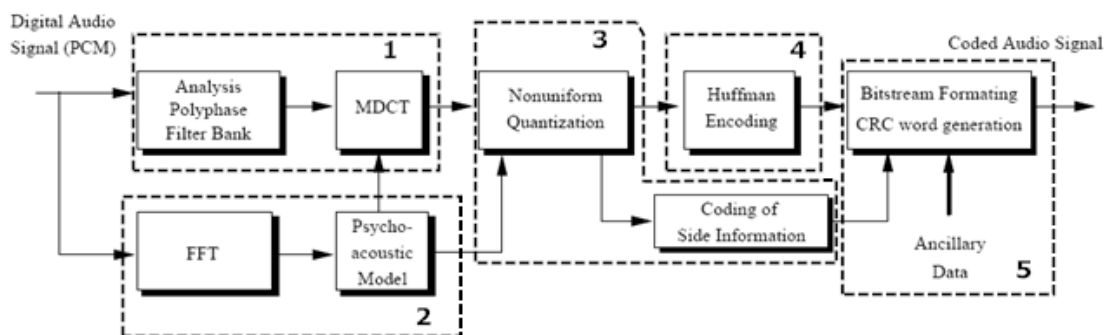 Digital Audio
Signal (PCM)
1
Analysis
Polyphase
Filter Bank
MDCT
3
Nonuniform
Quantization
4
Huffman
Encoding
Coded Audio Signal
Bitstream Formating
CRC word generation
FFT
Psycho-
acoustic
Model
2
Coding of
Side Information
Ancillary
Data
5